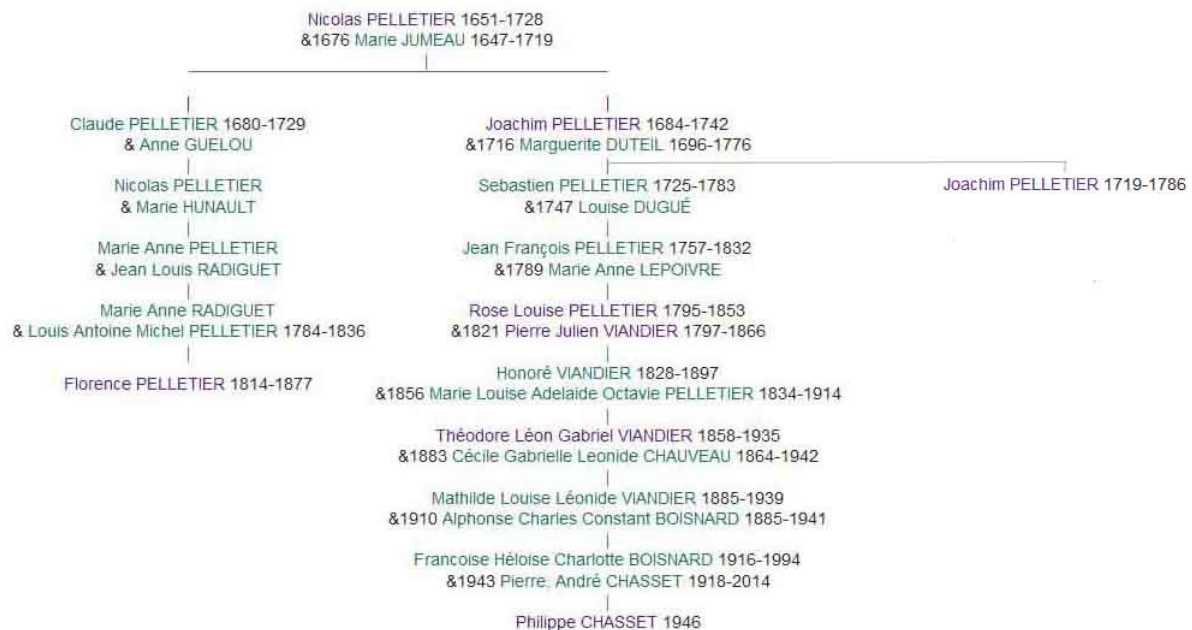 Nicolas PELLETIER 1651-1728
&1676 Marie JUMEAU 1647-1719
Claude PELLETIER 1680-1729
& Anne GUELOU
Nicolas PELLETIER
& Marie HUNAULT
Marie Anne PELLETIER
& Jean Louis RADIGUET
Marie Anne RADIGUET
& Louis Antoine Michel PELLETIER 1784-1836
Florence PELLETIER 1814-1877
Joachim PELLETIER 1684-1742
&1716 Marguerite DUTEIL 1696-1776
Sebastien PELLETIER 1725-1783
&1747 Louise DUGUÉ
Jean François PELLETIER 1757-1832
&1789 Marie Anne LEPOIVRE
Rose Louise PELLETIER 1795-1853
&1821 Pierre Julien VIANDIER 1797-1866
Honoré VIANDIER 1828-1897
&1856 Marie Louise Adelaide Octavie PELLETIER 1834-1914
Théodore Léon Gabriel VIANDIER 1858-1935
&1883 Cécile Gabrielle Leonide CHAUVEAU 1864-1942
Mathilde Louise Léonide VIANDIER 1885-1939
&1910 Alphonse Charles Constant BOISNARD 1885-1941
Francoise Héloise Charlotte BOISNARD 1916-1994
&1943 Pierre, André CHASSET 1918-2014
Philippe CHASSET 1946
Joachim PELLETIER 1719-1786